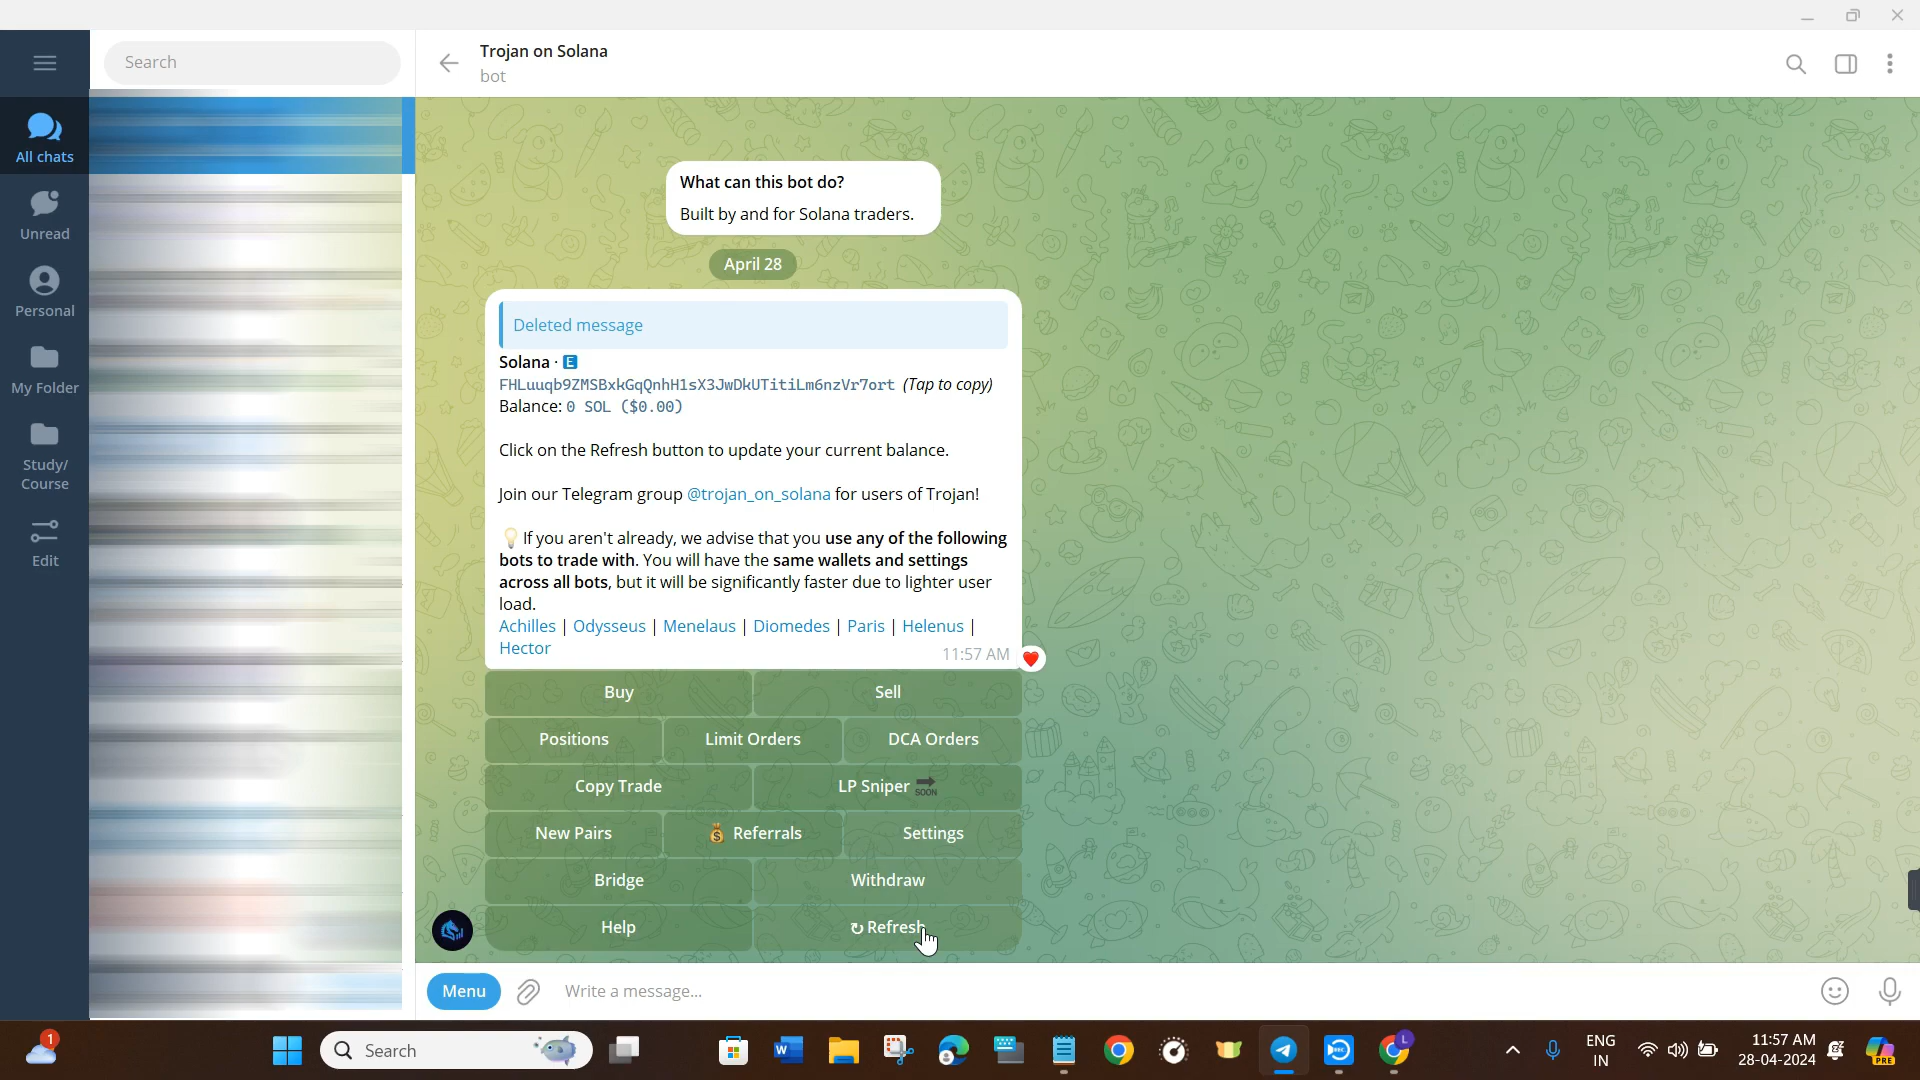 Search
Trojan on Solana
bot
All chats
Unread
Personal
My Folder
Study/
Course
Edit
What can this bot do?
Built by and for Solana traders.
April 28
Deleted message
Solana · 🅴
FHLuuqb9ZMSBxkGqQnhH1sX3JwDkUTitiLm6nzVr7ort (Tap to copy)
Balance: 0 SOL ($0.00)
Click on the Refresh button to update your current balance.
Join our Telegram group @trojan_on_solana for users of Trojan!
💡 If you aren't already, we advise that you use any of the following
bots to trade with. You will have the same wallets and settings
across all bots, but it will be significantly faster due to lighter user
load.
Achilles | Odysseus | Menelaus | Diomedes | Paris | Helenus |
Hector
11:57 AM
Buy
Sell
Positions
Limit Orders
DCA Orders
Copy Trade
LP Sniper 🔜
New Pairs
💰 Referrals
Settings
Bridge
Withdraw
Help
↻ Refresh
Menu
Write a message...
1
Search
W
REC
L
ENG
IN
11:57 AM
28-04-2024
PRE